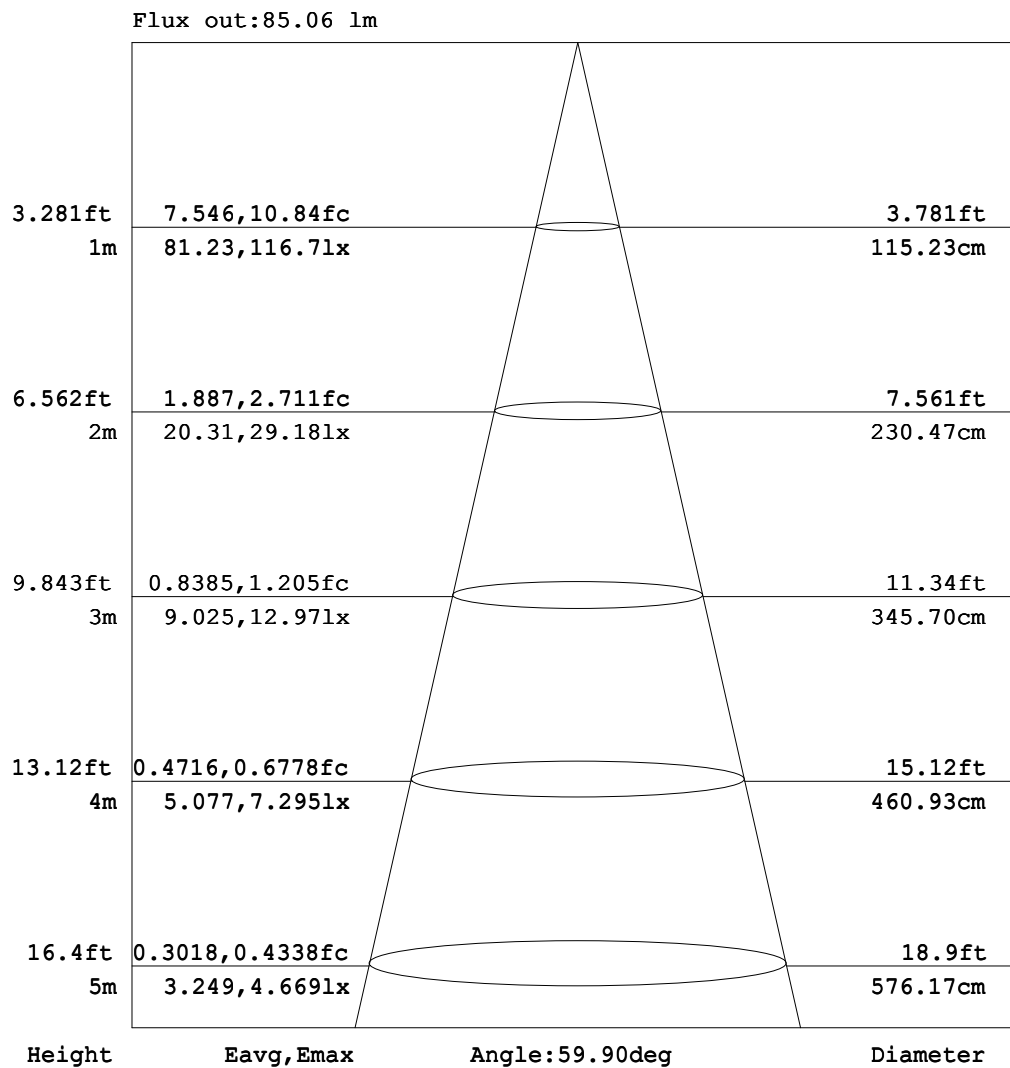 Flux out:85.06 lm
3.281ft 7.546,10.84fc 3.781ft
1m 81.23,116.7lx 115.23cm
6.562ft 1.887,2.711fc 7.561ft
2m 20.31,29.18lx 230.47cm
9.843ft 0.8385,1.205fc 11.34ft
3m 9.025,12.97lx 345.70cm
13.12ft 0.4716,0.6778fc 15.12ft
4m 5.077,7.295lx 460.93cm
16.4ft 0.3018,0.4338fc 18.9ft
5m 3.249,4.669lx 576.17cm
Height Eavg,Emax Angle:59.90deg Diameter